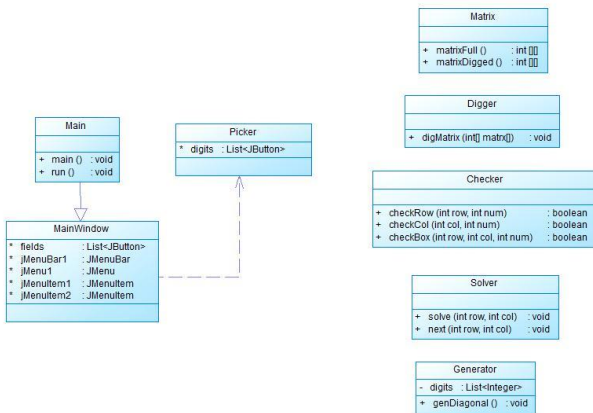 Main
+ main () : void
+ run () : void
MainWindow
* fields : List<JButton>
* jMenuBar1 : JMenuBar
* jMenu1 : JMenu
* jMenuItem1 : JMenuItem
* jMenuItem2 : JMenuItem
Picker
* digits : List<JButton>
Matrix
+ matrixFull () : int [][]
+ matrixDigged () : int [][]
Digger
+ digMatrix (int[] matrx[]) : void
Checker
+ checkRow (int row, int num) : boolean
+ checkCol (int col, int num) : boolean
+ checkBox (int row, int col, int num) : boolean
Solver
+ solve (int row, int col) : void
+ next (int row, int col) : void
Generator
- digits : List<Integer>
+ genDiagonal () : void